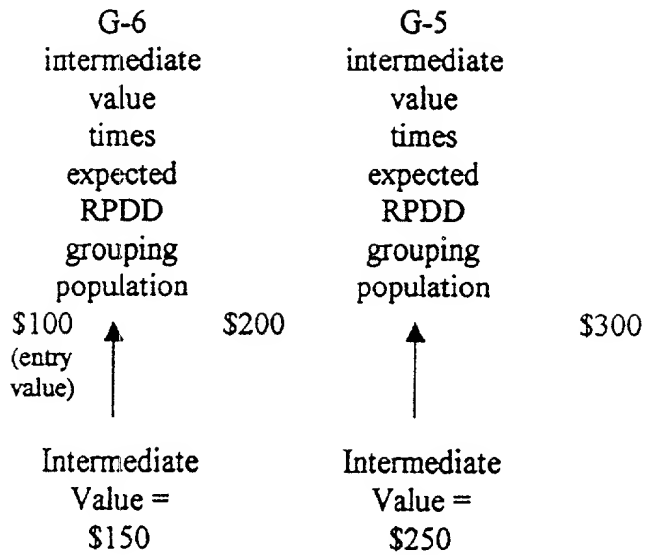 G-6
intermediate
value
times
expected
RPDD
grouping
population
G-5
intermediate
value
times
expected
RPDD
grouping
population
$100
(entry
value)
$200
$300
Intermediate
Value =
$150
Intermediate
Value =
$250